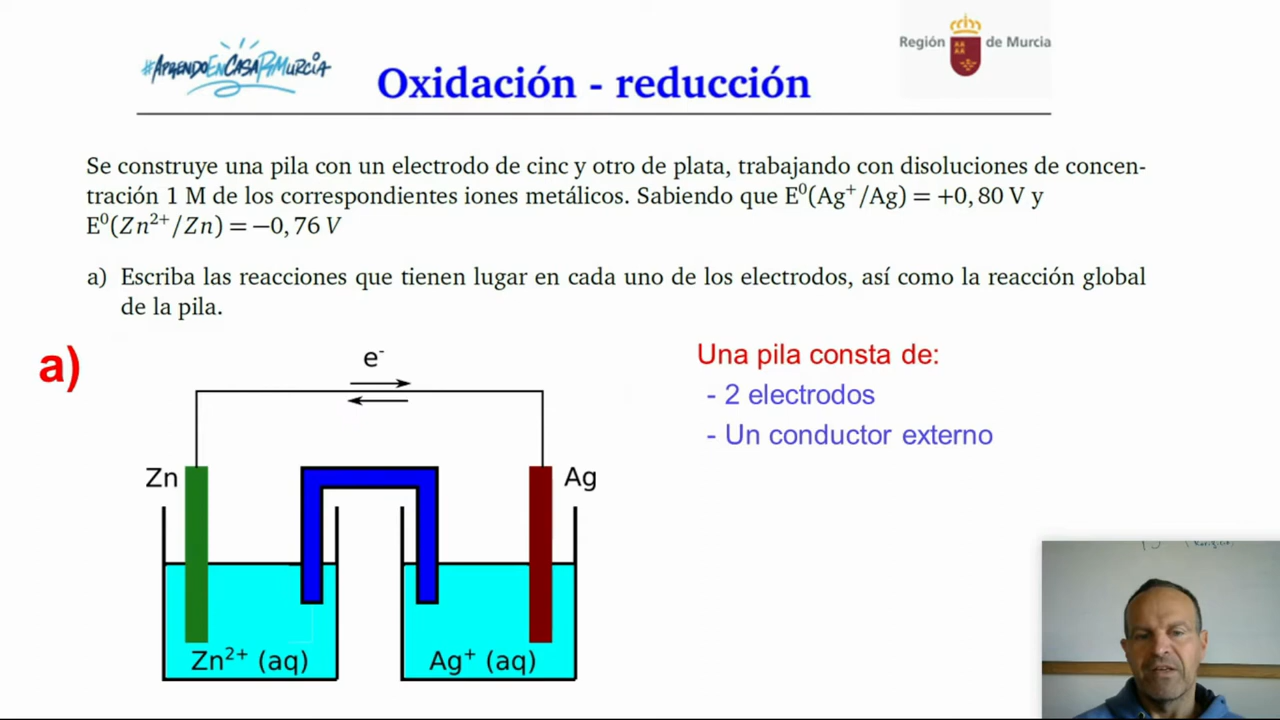 #AprendoEnCasaRMurcia
Región de Murcia
Oxidación - reducción
Se construye una pila con un electrodo de cinc y otro de plata, trabajando con disoluciones de concen-
tración 1 M de los correspondientes iones metálicos. Sabiendo que E⁰(Ag⁺/Ag) = +0, 80 V y
E⁰(Zn²⁺/Zn) = −0, 76 V
a) Escriba las reacciones que tienen lugar en cada uno de los electrodos, así como la reacción global
de la pila.
a)
e⁻
Zn
Ag
Zn²⁺ (aq)
Ag⁺ (aq)
Una pila consta de:
- 2 electrodos
- Un conductor externo